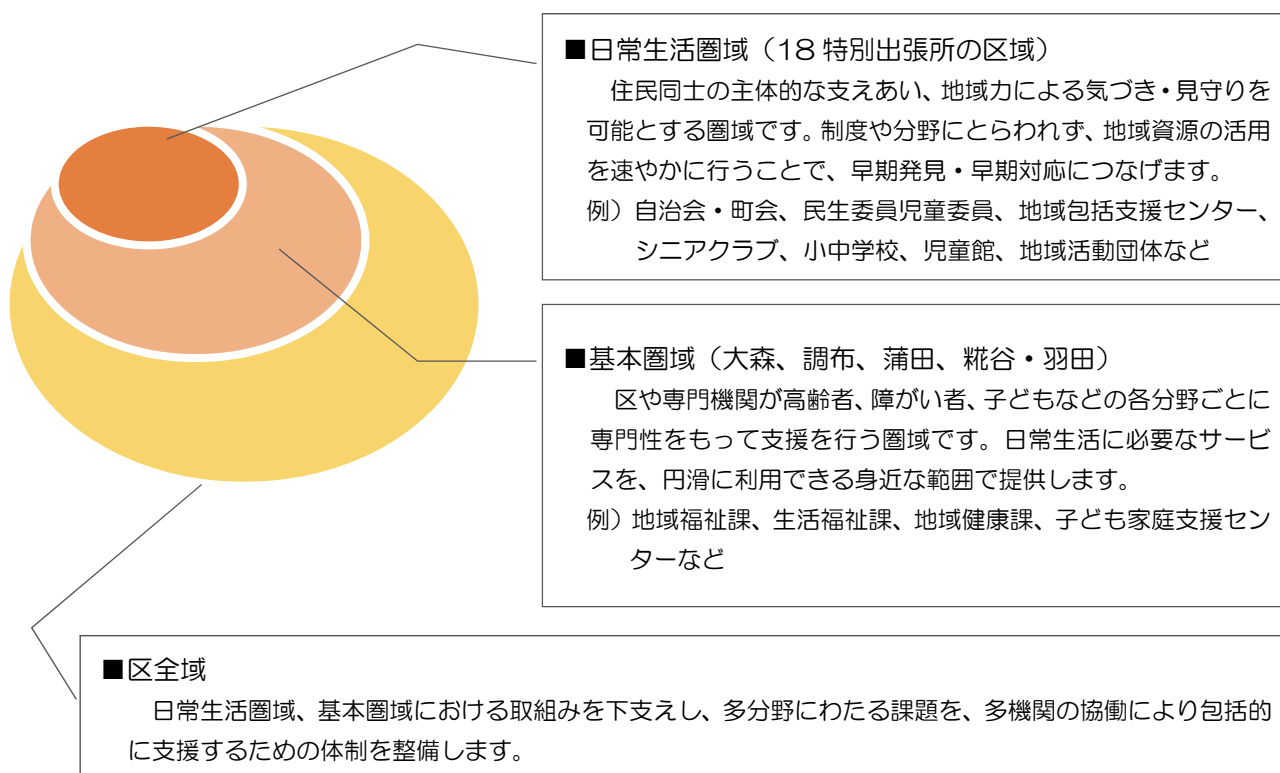 ■日常生活圏域（18 特別出張所の区域）
住民同士の主体的な支えあい、地域力による気づき・見守りを
可能とする圏域です。制度や分野にとらわれず、地域資源の活用
を速やかに行うことで、早期発見・早期対応につなげます。
例）自治会・町会、民生委員児童委員、地域包括支援センター、
シニアクラブ、小中学校、児童館、地域活動団体など
■基本圏域（大森、調布、蒲田、糀谷・羽田）
区や専門機関が高齢者、障がい者、子どもなどの各分野ごとに
専門性をもって支援を行う圏域です。日常生活に必要なサービ
スを、円滑に利用できる身近な範囲で提供します。
例）地域福祉課、生活福祉課、地域健康課、子ども家庭支援セン
ターなど
■区全域
日常生活圏域、基本圏域における取組みを下支えし、多分野にわたる課題を、多機関の協働により包括的
に支援するための体制を整備します。